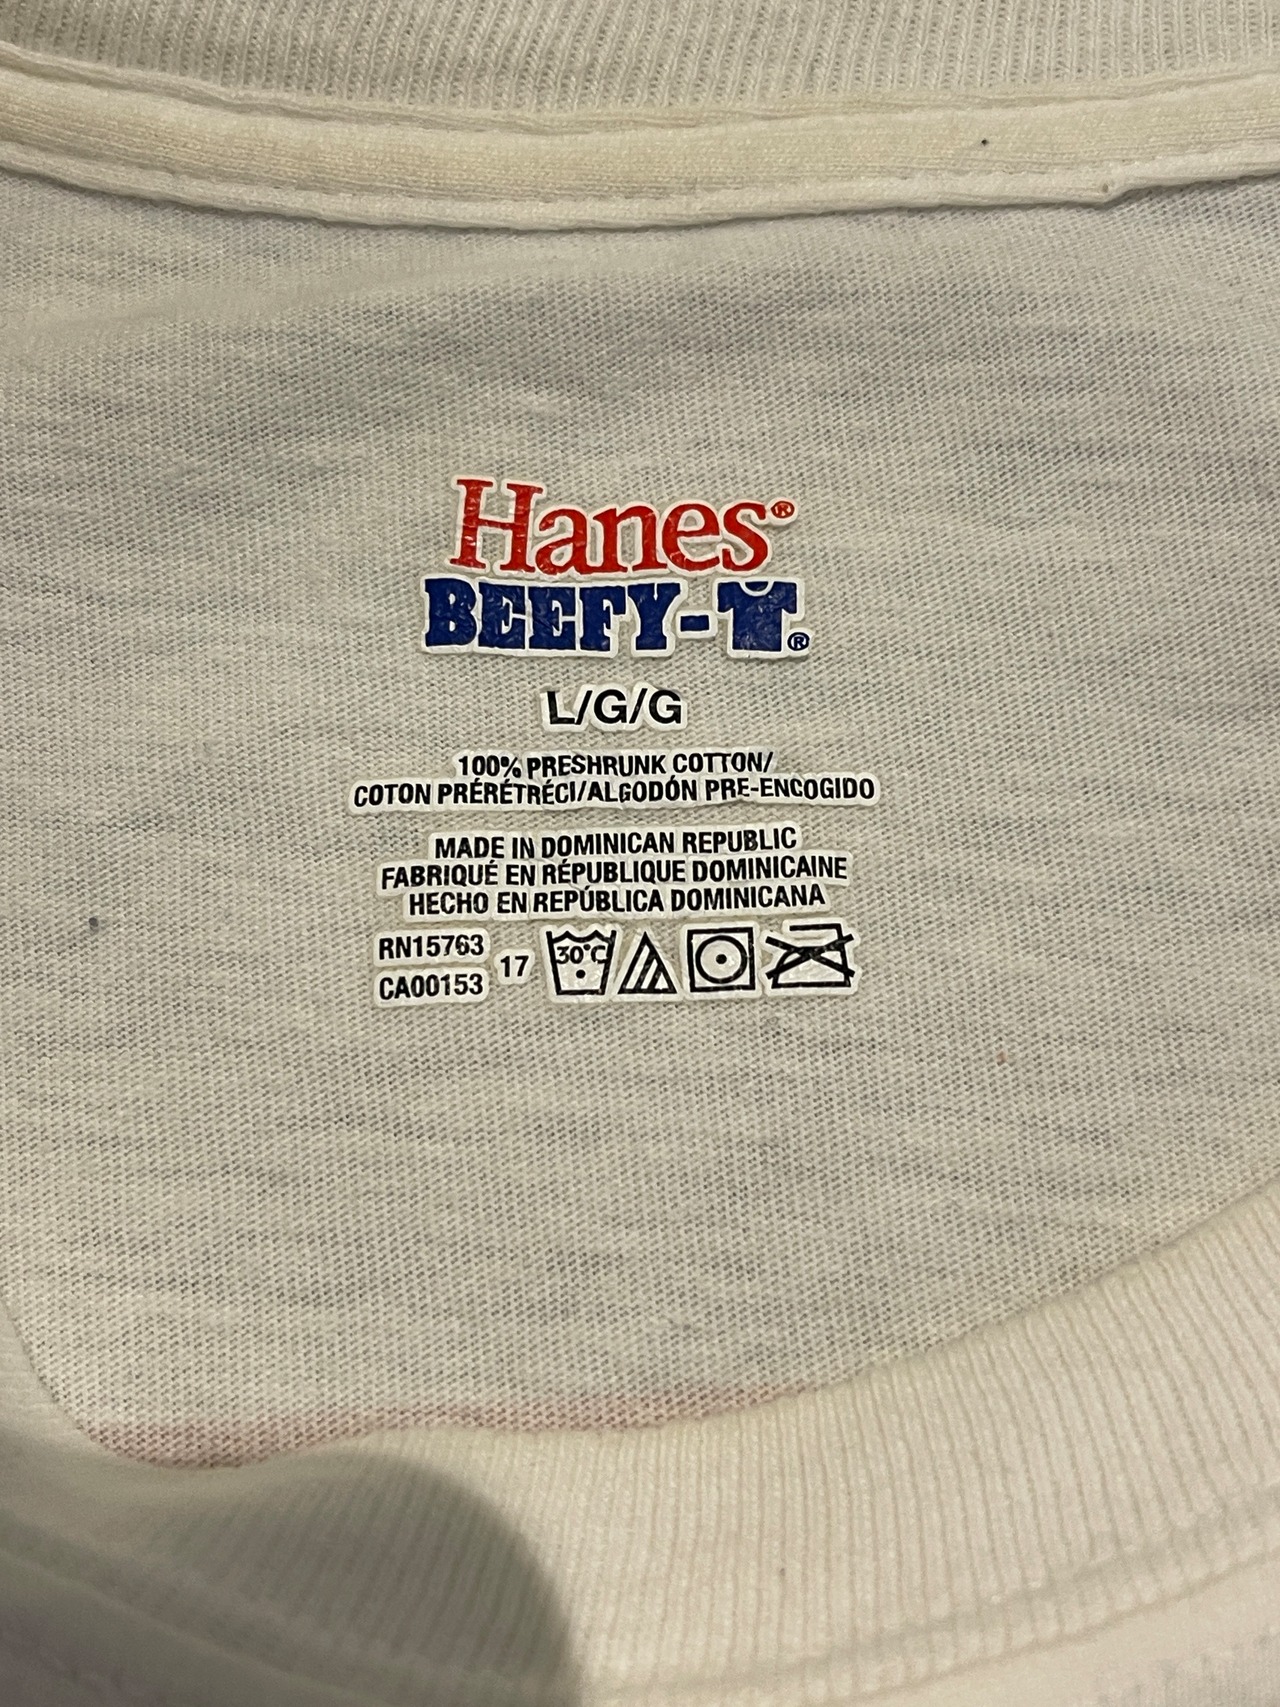 Hanes®
BEEFY-T®
L/G/G
100% PRESHRUNK COTTON/
COTON PRÉRÉTRÉCI/ALGODÓN PRE-ENCOGIDO
MADE IN DOMINICAN REPUBLIC
FABRIQUÉ EN RÉPUBLIQUE DOMINICAINE
HECHO EN REPÚBLICA DOMINICANA
RN15763
CA00153
17
30°C